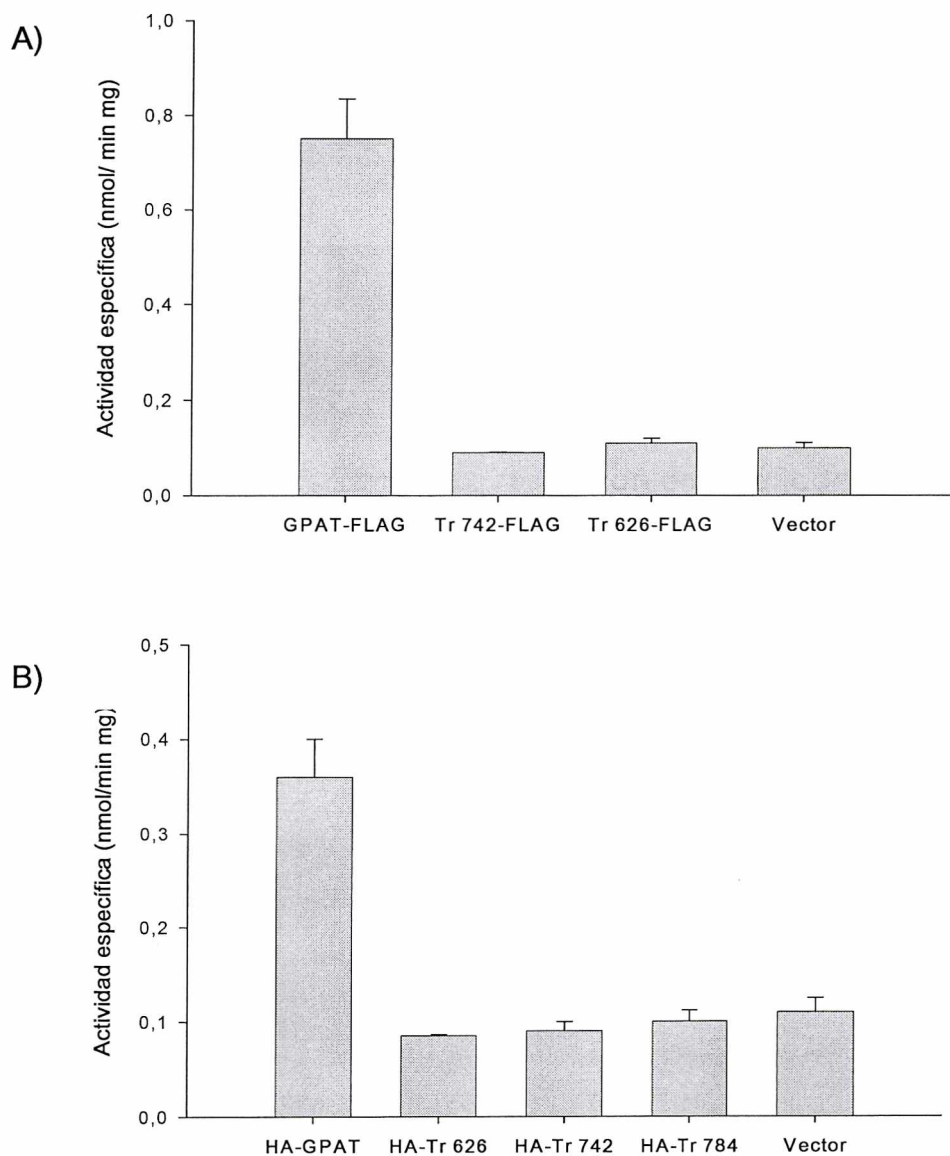 A)
Actividad específica (nmol/ min mg)
1,0
0,8
0,6
0,4
0,2
0,0
GPAT-FLAG Tr 742-FLAG Tr 626-FLAG Vector
B)
Actividad específica (nmol/min mg)
0,5
0,4
0,3
0,2
0,1
0,0
HA-GPAT HA-Tr 626 HA-Tr 742 HA-Tr 784 Vector